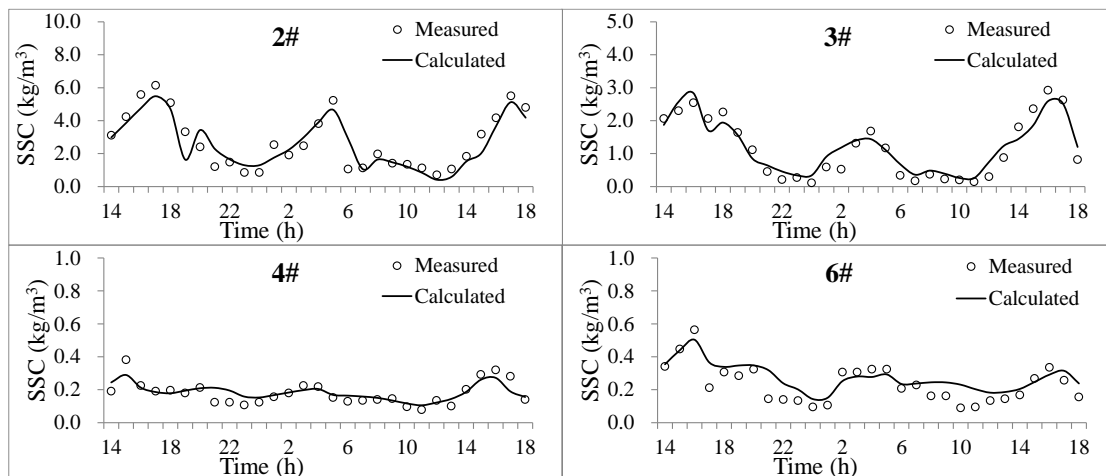 10.0
8.0
6.0
4.0
2.0
0.0
SSC (kg/m³)
2#
Measured
Calculated
14 18 22 2 6 10 14 18
Time (h)
5.0
4.0
3.0
2.0
1.0
0.0
SSC (kg/m³)
3#
Measured
Calculated
14 18 22 2 6 10 14 18
Time (h)
1.0
0.8
0.6
0.4
0.2
0.0
SSC (kg/m³)
4#
Measured
Calculated
14 18 22 2 6 10 14 18
Time (h)
1.0
0.8
0.6
0.4
0.2
0.0
SSC (kg/m³)
6#
Measured
Calculated
14 18 22 2 6 10 14 18
Time (h)